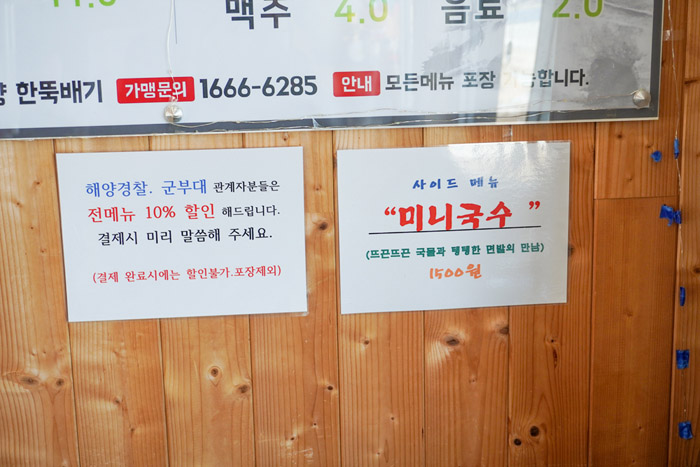 맥주 4.0 음료 2.0
한뚝배기 가맹문의 1666-6285 안내 모든메뉴 포장 가능합니다.
해양경찰. 군부대 관계자분들은
전메뉴 10% 할인 해드립니다.
결제시 미리 말씀해 주세요.
(결제 완료시에는 할인불가.포장제외)
사이드 메뉴
“미니국수 ”
(뜨끈뜨끈 국물과 탱탱한 면발의 만남)
1500원